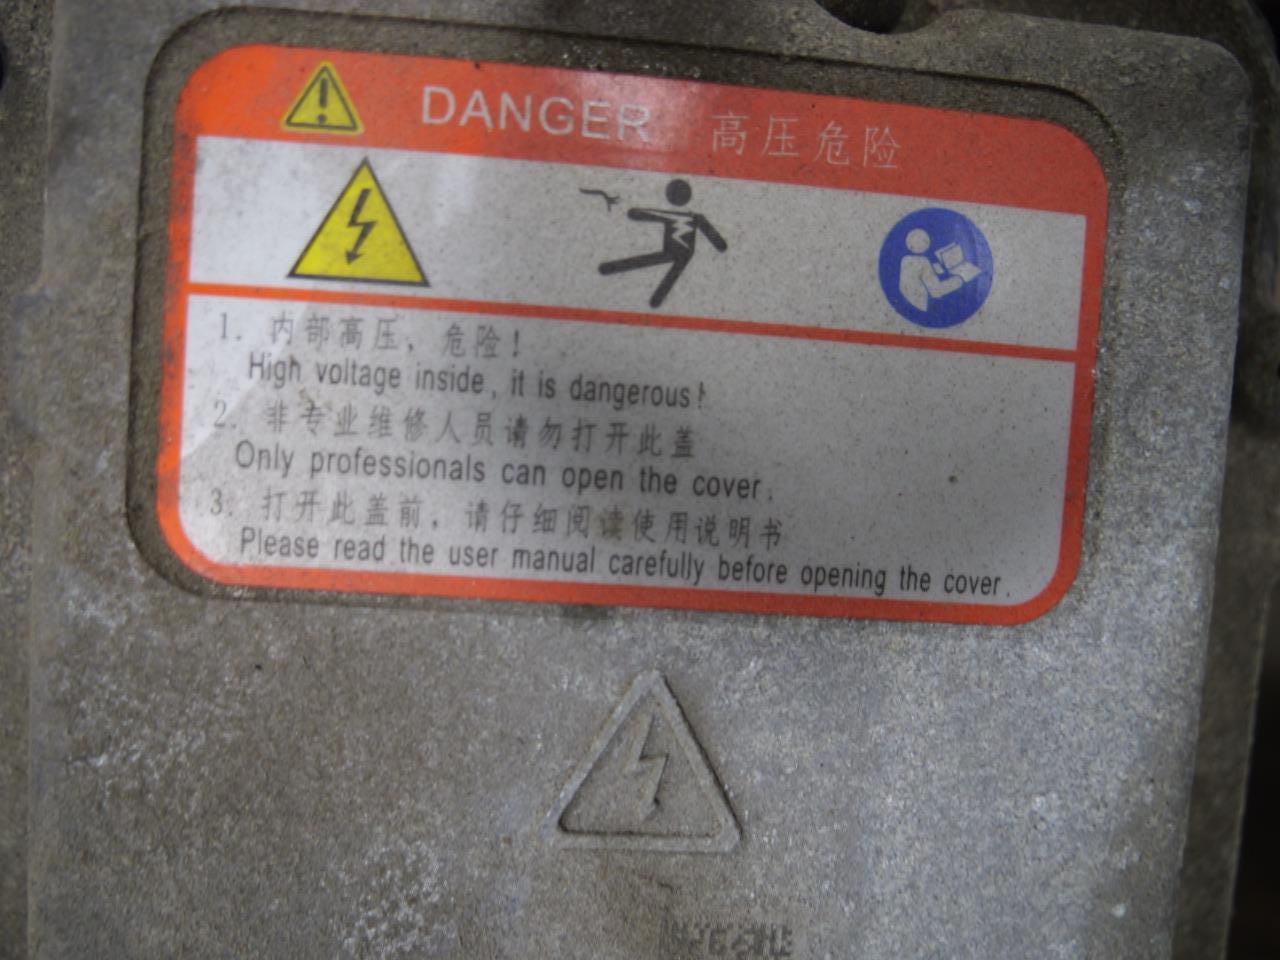 DANGER 高压危险
1. 内部高压，危险！
High voltage inside, it is dangerous!
2. 非专业维修人员请勿打开此盖
Only professionals can open the cover.
3. 打开此盖前，请仔细阅读使用说明书
Please read the user manual carefully before opening the cover.